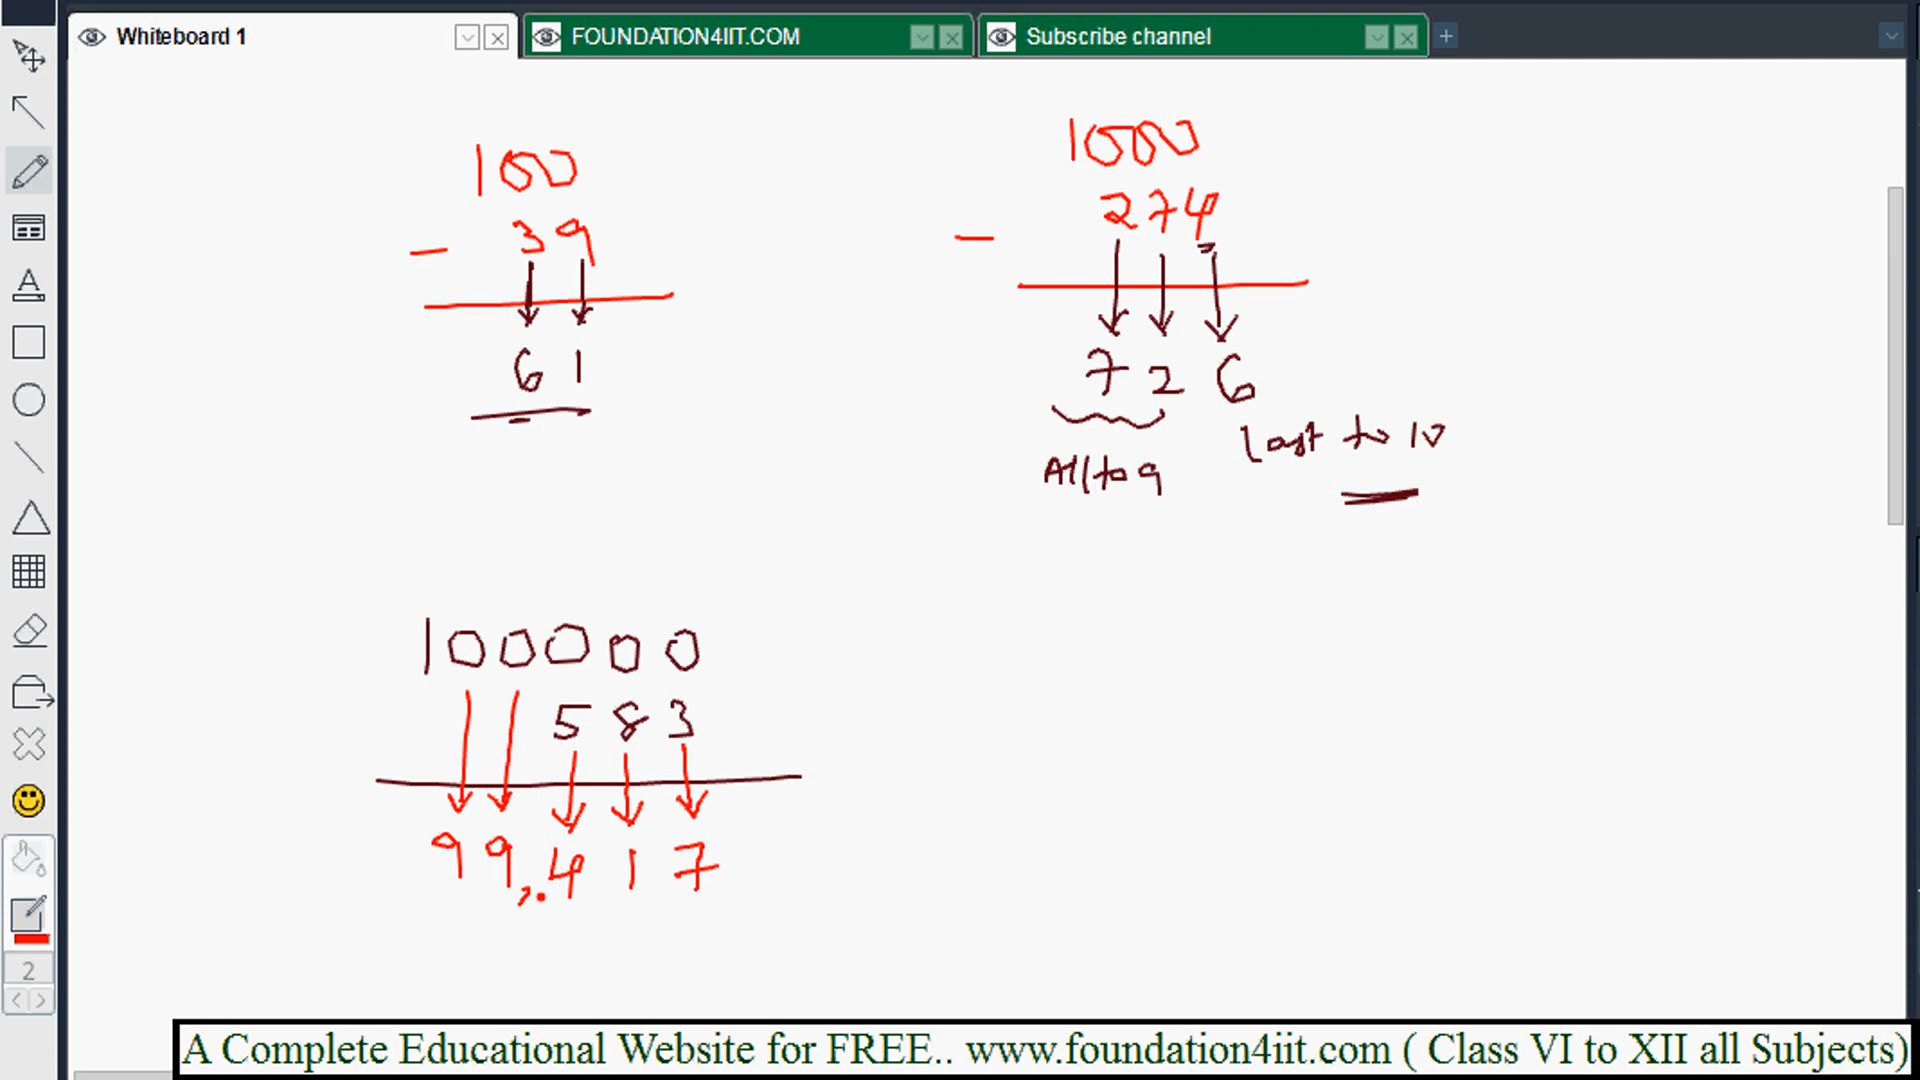 Whiteboard 1
FOUNDATION4IIT.COM
Subscribe channel
100
- 39
61
1000
- 274
726
All to 9
last to 10
100000
583
99,417
2
A Complete Educational Website for FREE.. www.foundation4iit.com ( Class VI to XII all Subjects)